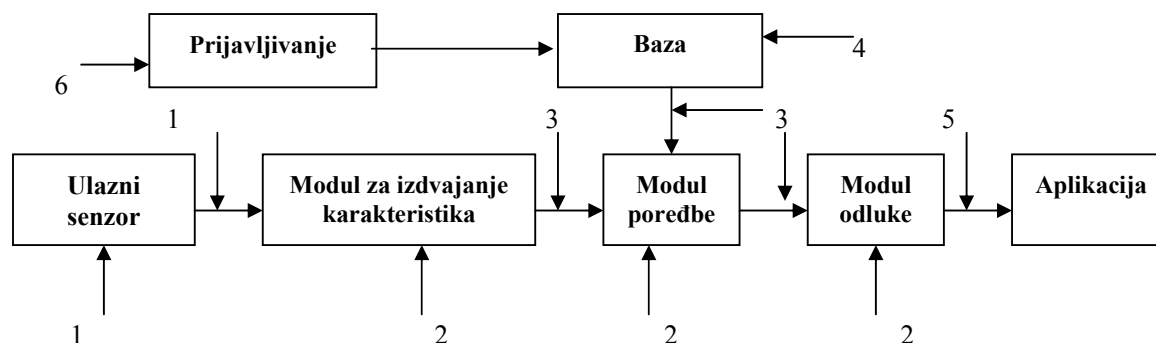 Prijavljivanje
Baza
6
4
1
3
3
5
Ulazni
senzor
Modul za izdvajanje
karakteristika
Modul
poređbe
Modul
odluke
Aplikacija
1
2
2
2